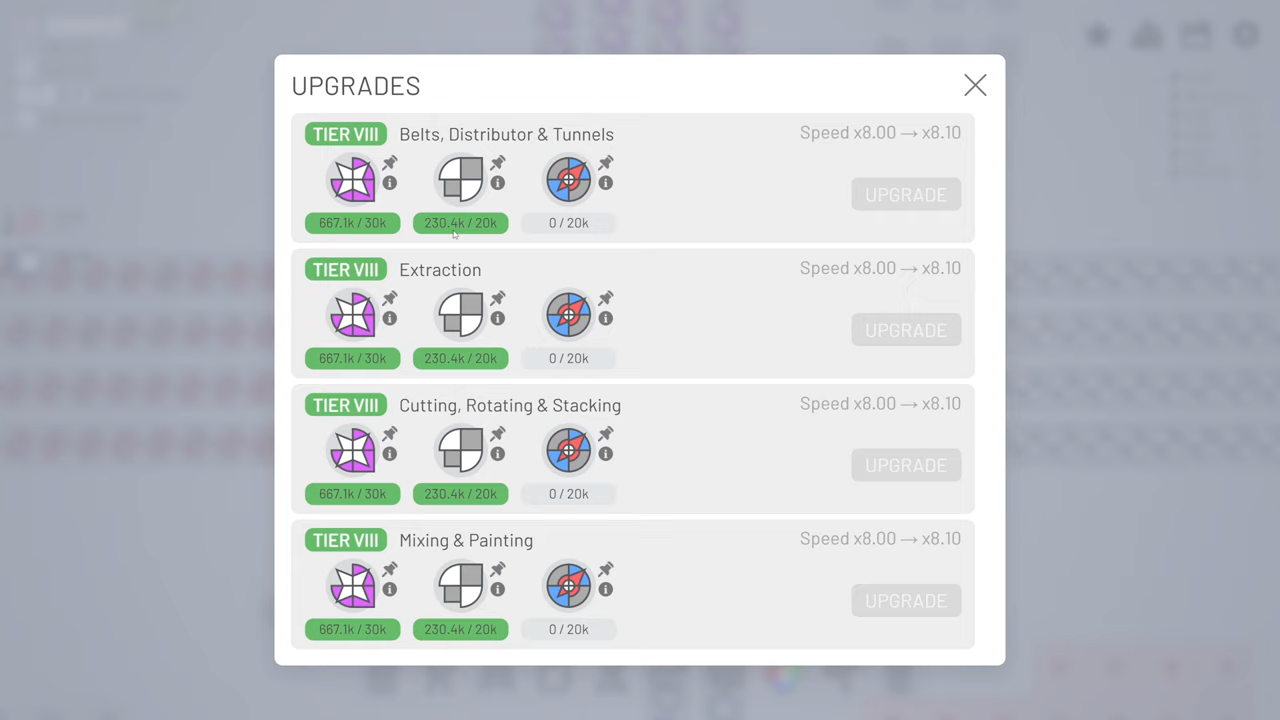 UPGRADES
TIER VIII Belts, Distributor & Tunnels Speed x8.00 → x8.10
667.1k / 30k 230.4k / 20k 0 / 20k
UPGRADE
TIER VIII Extraction Speed x8.00 → x8.10
667.1k / 30k 230.4k / 20k 0 / 20k
UPGRADE
TIER VIII Cutting, Rotating & Stacking Speed x8.00 → x8.10
667.1k / 30k 230.4k / 20k 0 / 20k
UPGRADE
TIER VIII Mixing & Painting Speed x8.00 → x8.10
667.1k / 30k 230.4k / 20k 0 / 20k
UPGRADE